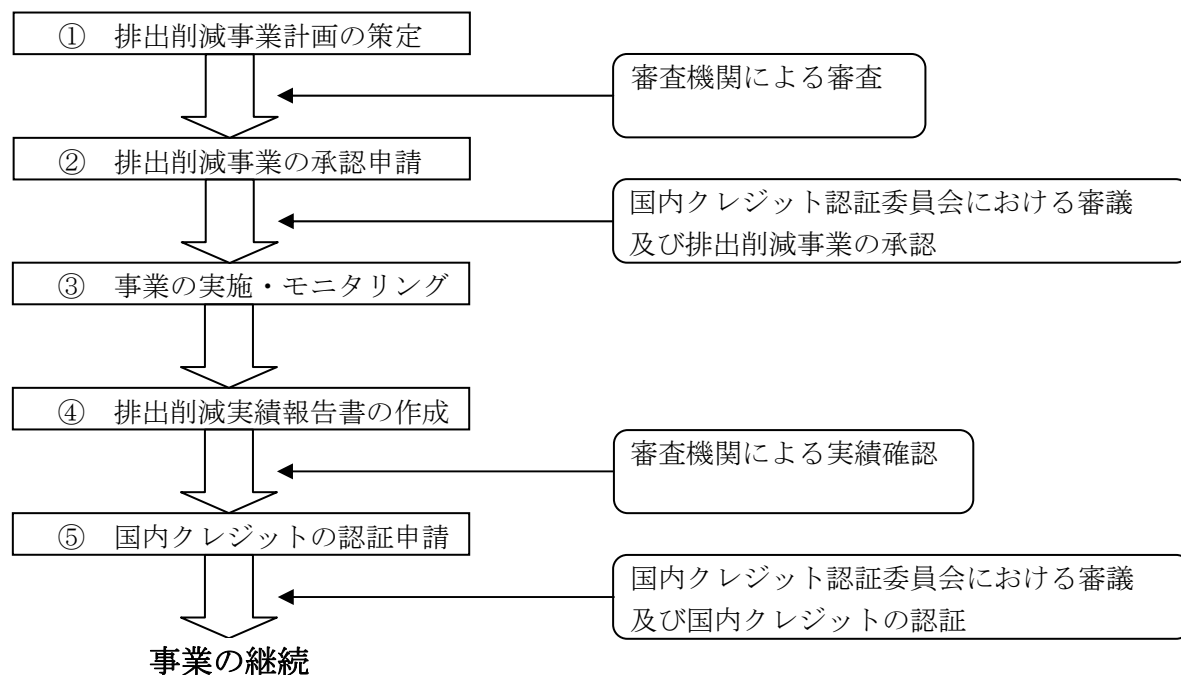 ① 排出削減事業計画の策定
審査機関による審査
② 排出削減事業の承認申請
国内クレジット認証委員会における審議
及び排出削減事業の承認
③ 事業の実施・モニタリング
④ 排出削減実績報告書の作成
審査機関による実績確認
⑤ 国内クレジットの認証申請
国内クレジット認証委員会における審議
及び国内クレジットの認証
事業の継続